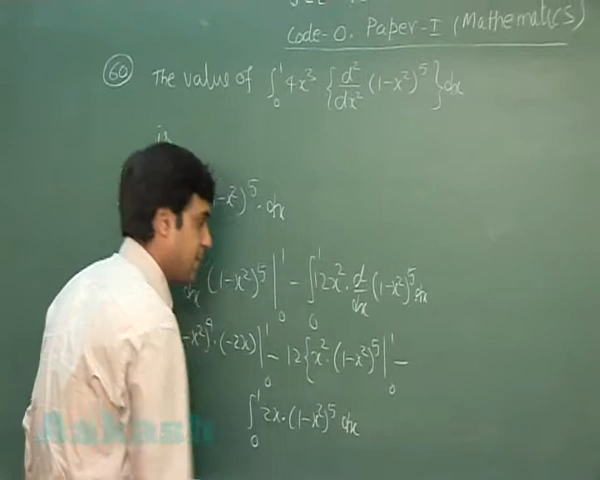 Code-0. Paper-I (Mathematics)
60 The value of ∫₀¹ 4x³ {d²/dx² (1-x²)⁵} dx
is
-x²)⁵. dx
dx (1-x²)⁵|₀¹ - ∫₀¹ 12x². d/dx (1-x²)⁵ dx
-x²)⁴. (-2x)|₀¹ - 12{x². (1-x²)⁵|₀¹ -
∫₀¹ 2x. (1-x²)⁵ dx
Aakash